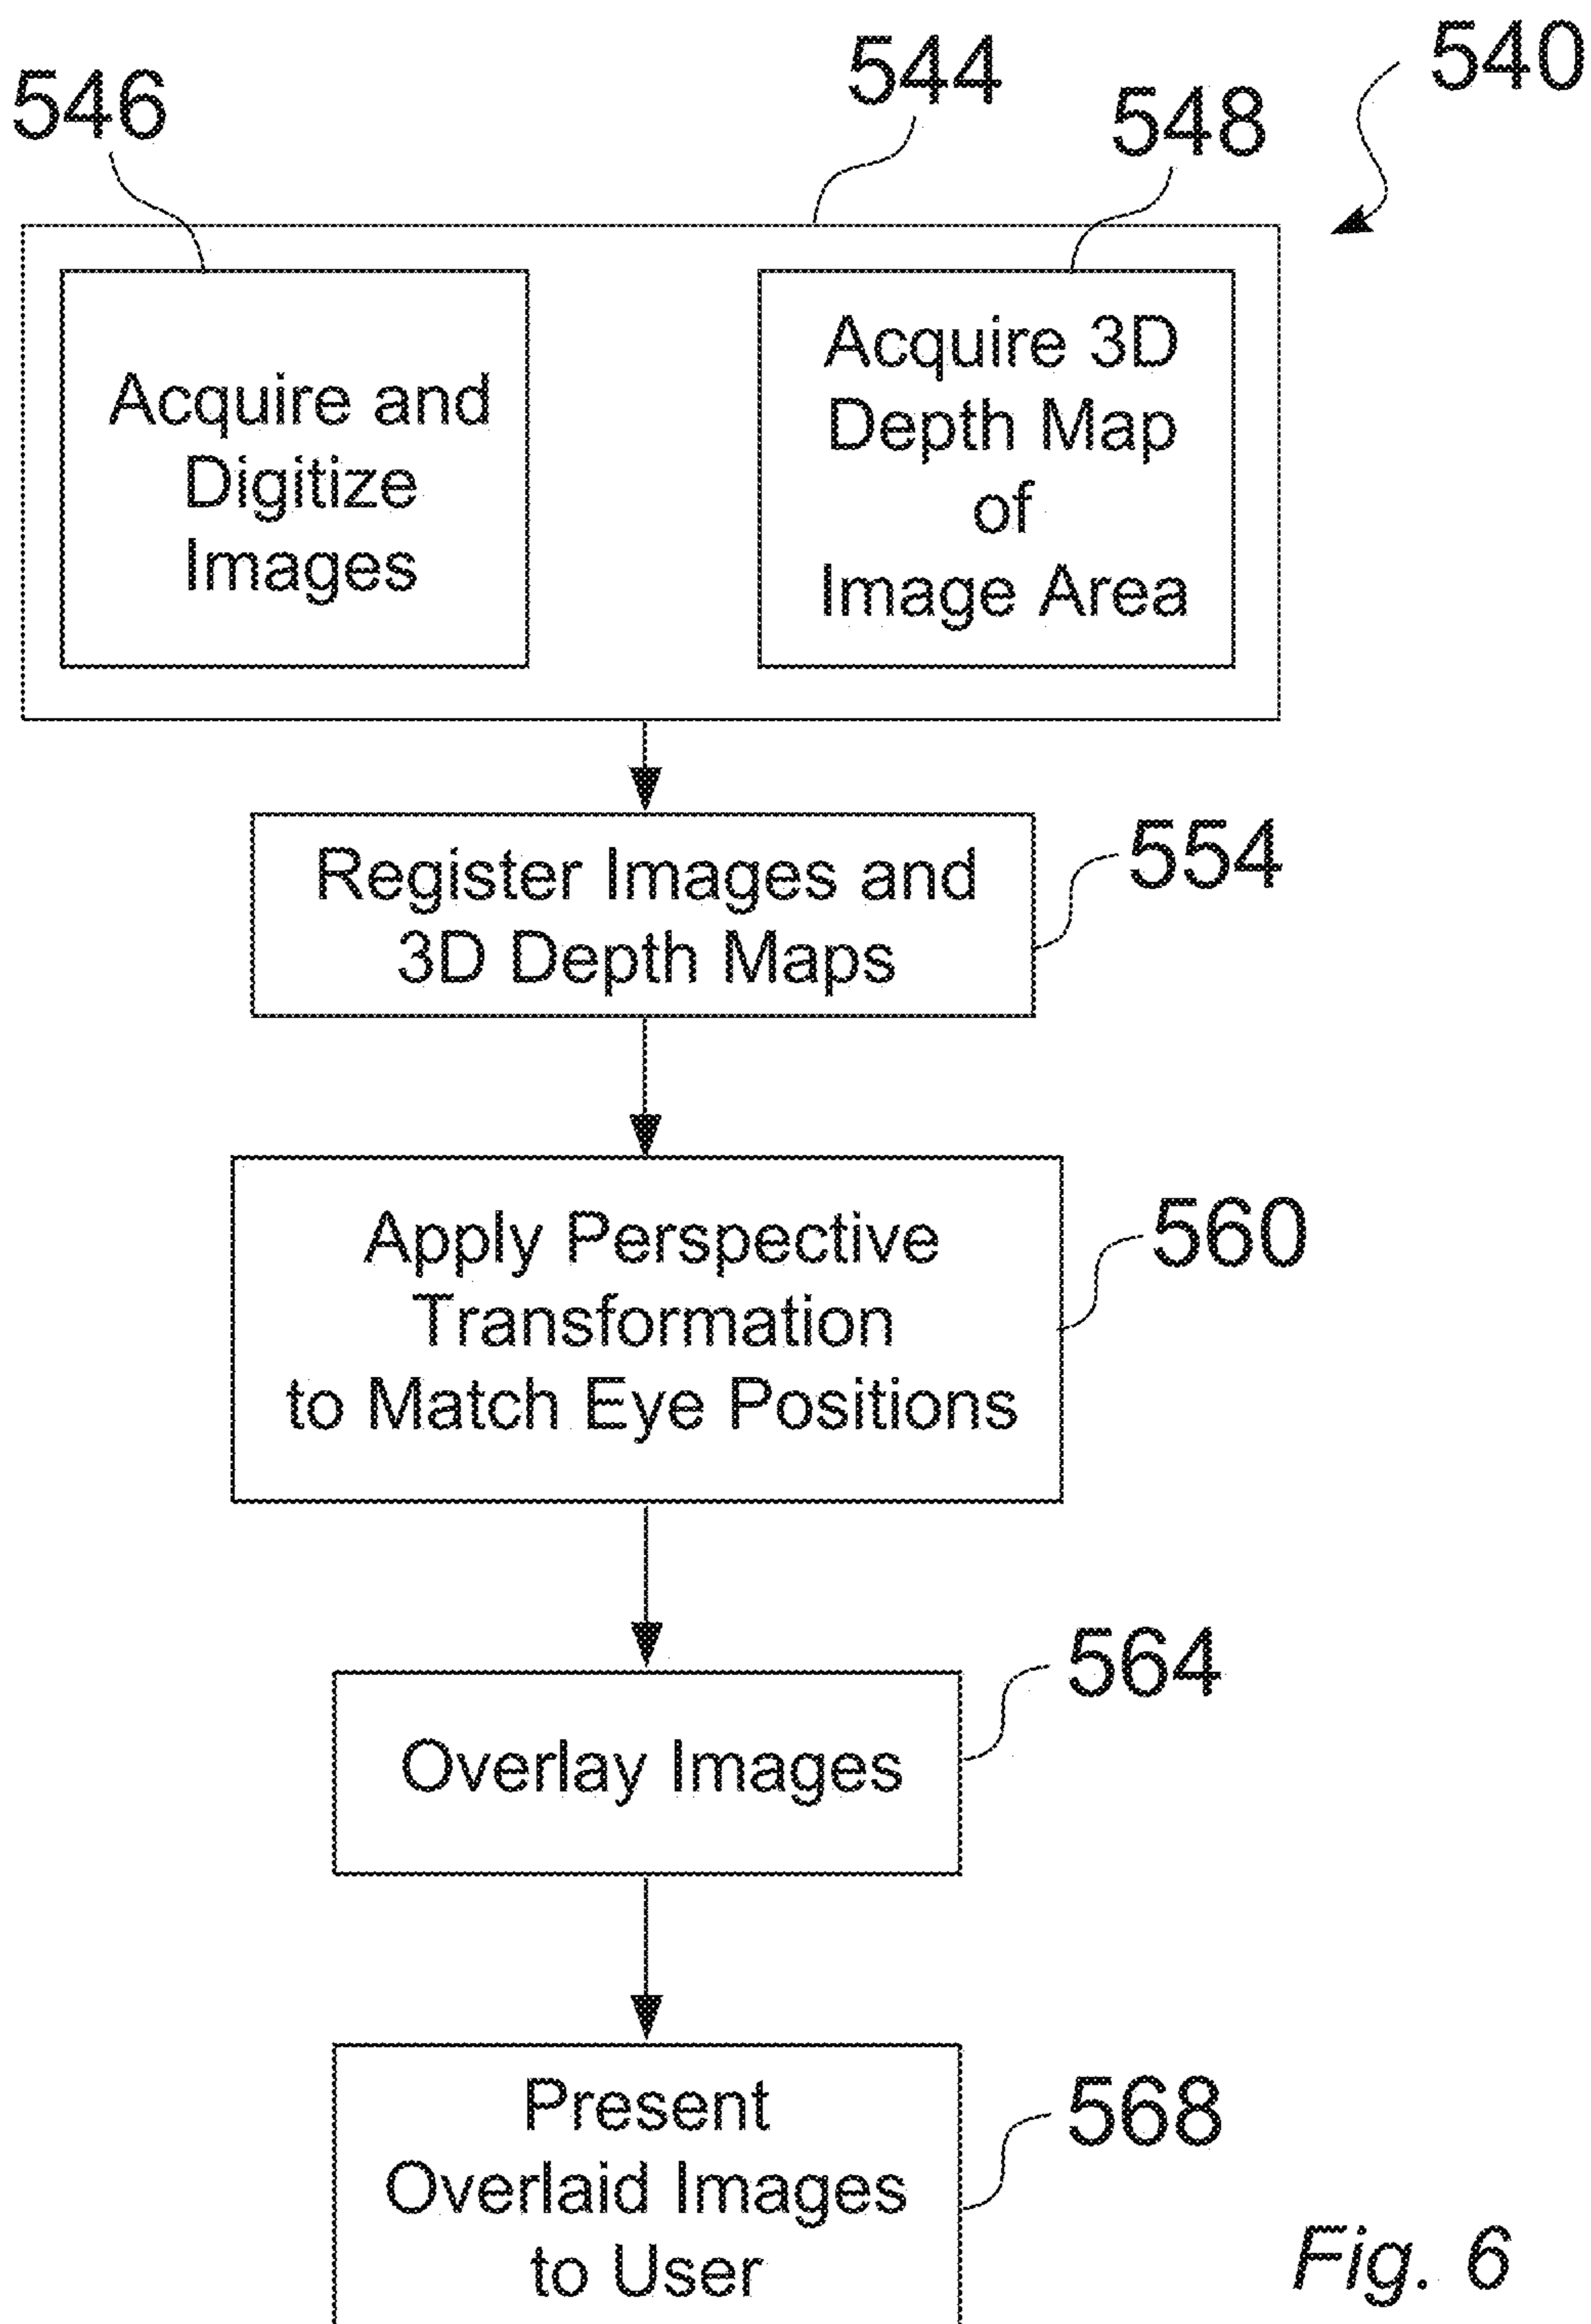 540
544
546
548
Acquire and
Digitize
Images
Acquire 3D
Depth Map
of
Image Area
Register Images and
3D Depth Maps
554
Apply Perspective
Transformation
to Match Eye Positions
560
Overlay Images
564
Present
Overlaid Images
to User
568
Fig. 6